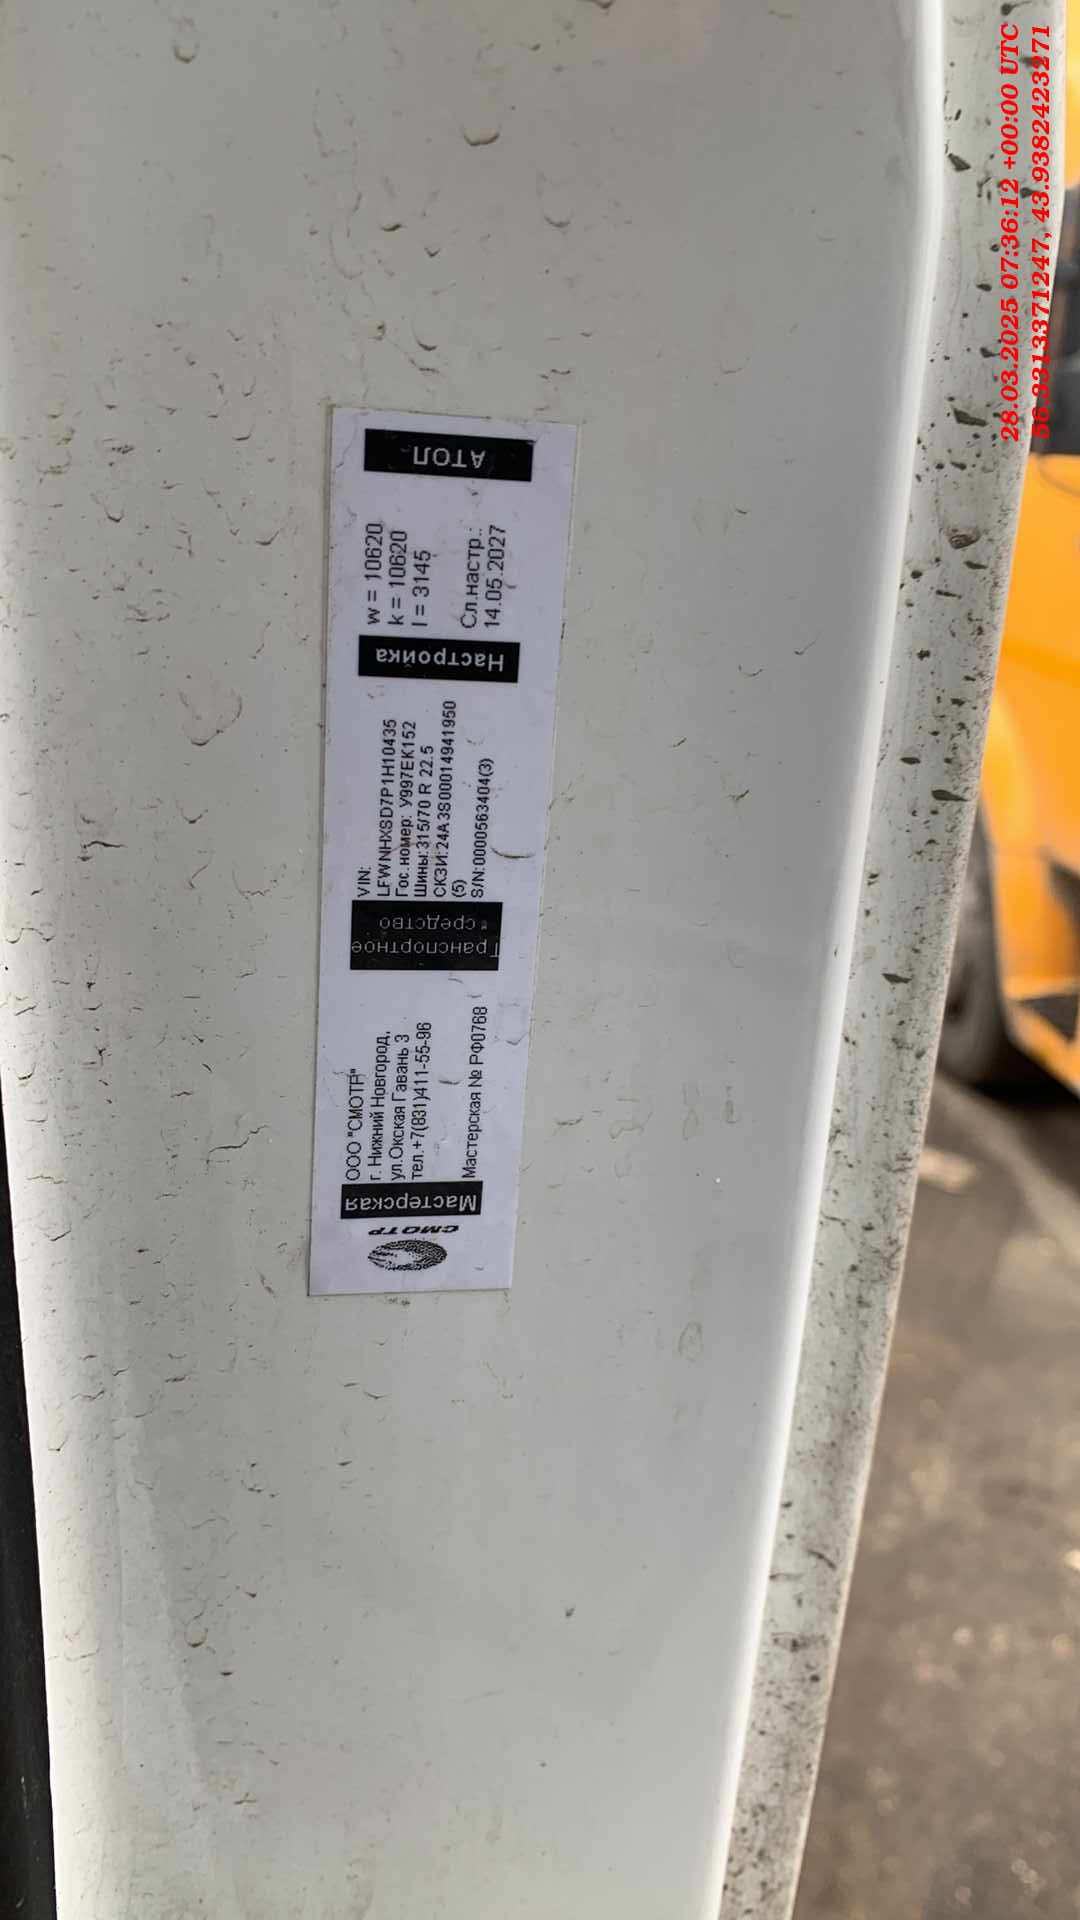 СМОТР
Мастерская
ООО "СМОТР"
г. Нижний Новгород,
ул.Окская Гавань 3
тел.+7(831)411-55-96
Мастерская № РФ0768
Транспортное
средство
VIN:
LFWNHXSD7P1H10435
Гос.номер: У997ЕК152
Шины:315/70 R 22.5
СКЗИ:24A3S00014941950
(5)
S/N:0000563404(3)
Настройка
w = 10620
k = 10620
l = 3145
Сл.настр.:
14.05.2027
АТОЛ
28.03.2025 07:36:12 +00:00 UTC
56.3313371247, 43.9382423271